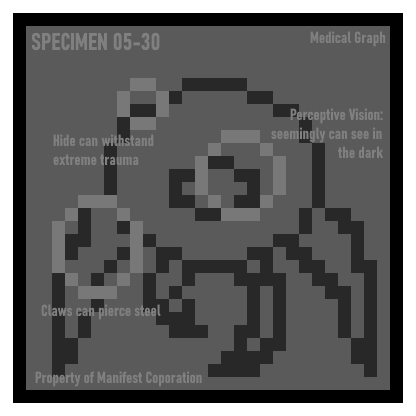 SPECIMEN 05-30
Medical Graph
Perceptive Vision:
seemingly can see in
the dark
Hide can withstand
extreme trauma
Claws can pierce steel
Property of Manifest Coporation